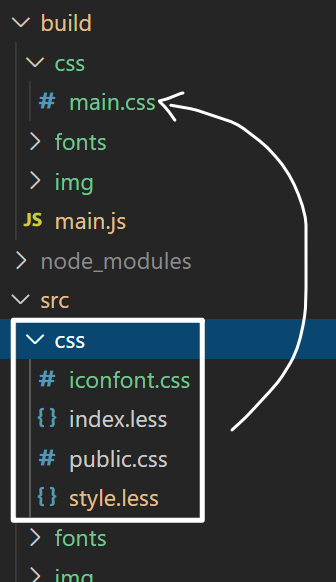 build
css
# main.css
fonts
img
JS main.js
node_modules
src
css
# iconfont.css
{ } index.less
# public.css
{ } style.less
fonts
img